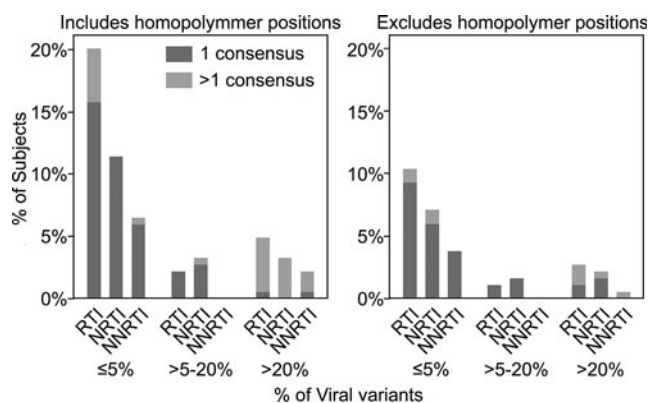 Includes homopolymmer positions
Excludes homopolymer positions
% of Subjects
20%
15%
10%
5%
0%
1 consensus
>1 consensus
20%
15%
10%
5%
0%
RTI NRTI NNRTI RTI NRTI NNRTI RTI NRTI NNRTI
≤5% >5-20% >20%
RTI NRTI NNRTI RTI NRTI NNRTI RTI NRTI NNRTI
≤5% >5-20% >20%
% of Viral variants